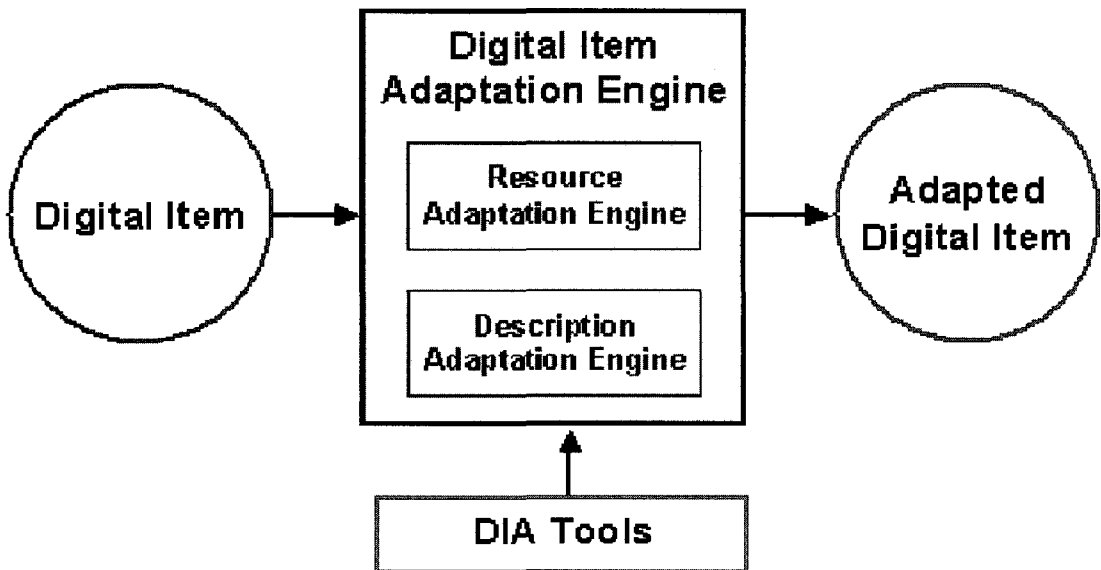 Digital Item
Adaptation Engine
Resource
Adaptation Engine
Digital Item
Adapted
Digital Item
Description
Adaptation Engine
DIA Tools